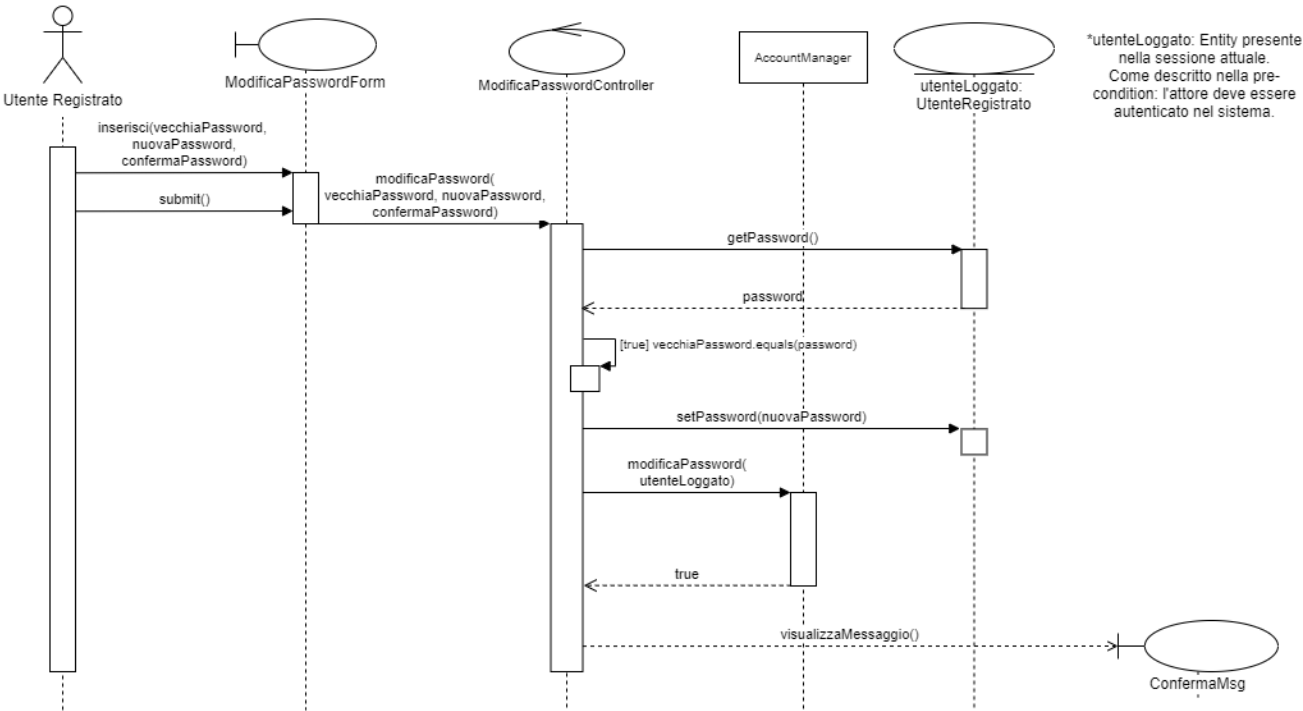 Utente Registrato
ModificaPasswordForm
ModificaPasswordController
AccountManager
utenteLoggato:
UtenteRegistrato
*utenteLoggato: Entity presente
nella sessione attuale.
Come descritto nella pre-
condition: l'attore deve essere
autenticato nel sistema.
inserisci(vecchiaPassword,
nuovaPassword,
confermaPassword)
submit()
modificaPassword(
vecchiaPassword, nuovaPassword,
confermaPassword)
getPassword()
password
[true] vecchiaPassword.equals(password)
setPassword(nuovaPassword)
modificaPassword(
utenteLoggato)
true
visualizzaMessaggio()
ConfermaMsg